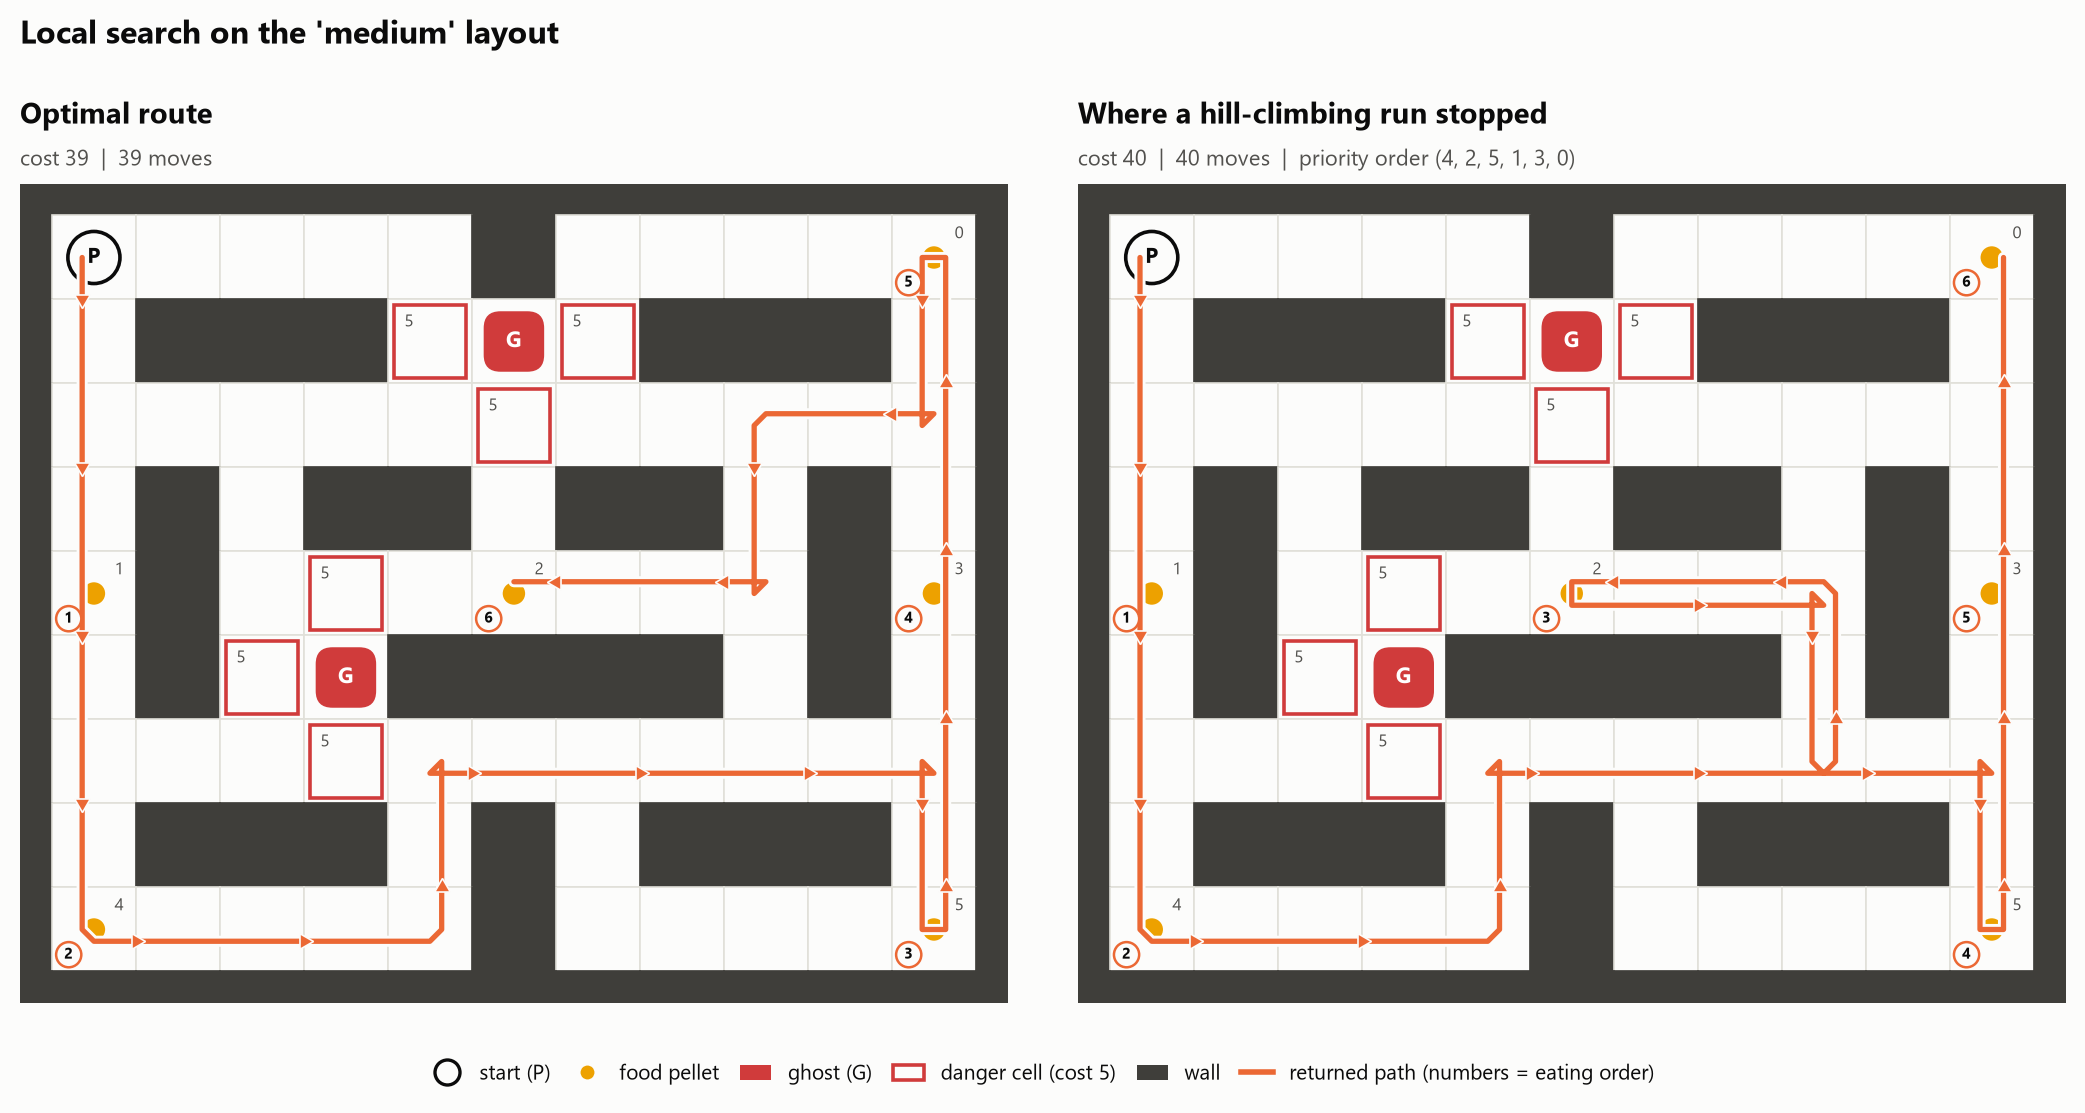 Local search on the 'medium' layout
Optimal route
cost 39 | 39 moves
P
0
5
5
G
5
5
1
5
2
3
1
6
4
5
G
5
4
5
2
3
Where a hill-climbing run stopped
cost 40 | 40 moves | priority order (4, 2, 5, 1, 3, 0)
P
0
6
5
G
5
5
1
5
2
3
1
3
5
5
G
5
4
5
2
4
start (P)
food pellet
ghost (G)
danger cell (cost 5)
wall
returned path (numbers = eating order)